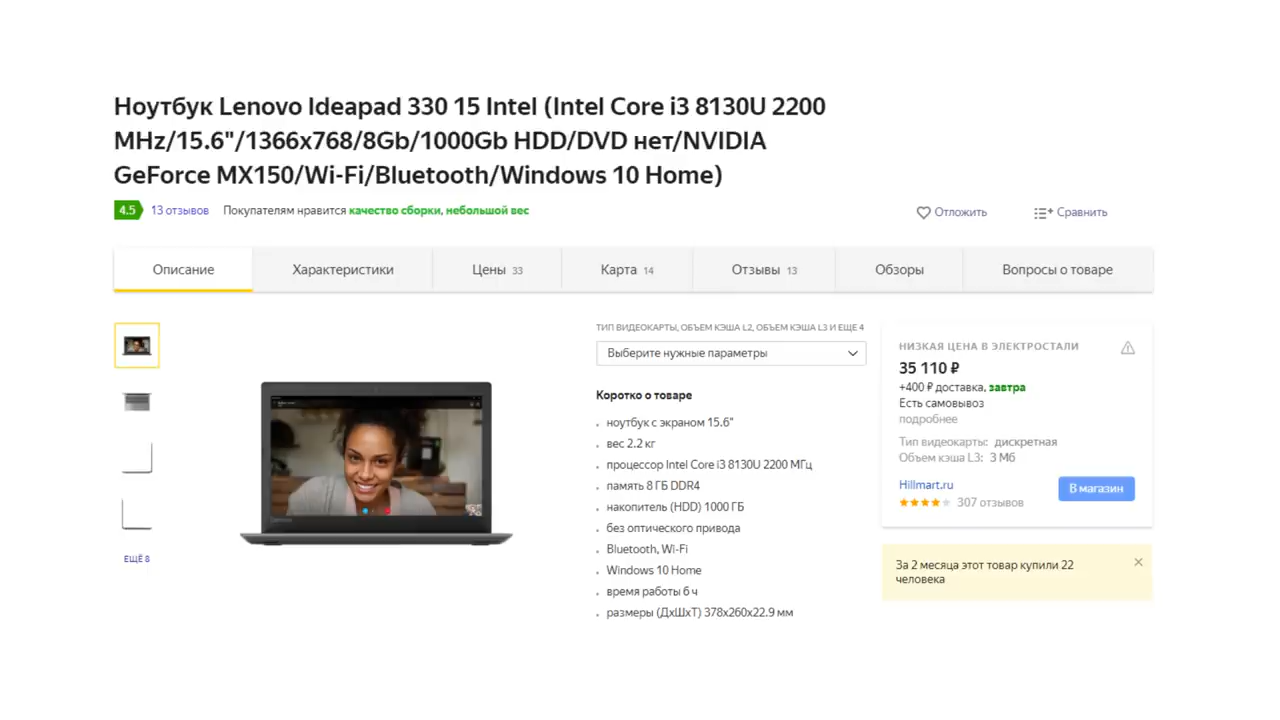 Ноутбук Lenovo Ideapad 330 15 Intel (Intel Core i3 8130U 2200
MHz/15.6"/1366x768/8Gb/1000Gb HDD/DVD нет/NVIDIA
GeForce MX150/Wi-Fi/Bluetooth/Windows 10 Home)
4.5 13 отзывов Покупателям нравится качество сборки, небольшой вес
Отложить Сравнить
Описание Характеристики Цены 33 Карта 14 Отзывы 13 Обзоры Вопросы о товаре
ЕЩЁ 8
ТИП ВИДЕОКАРТЫ, ОБЪЕМ КЭША L2, ОБЪЕМ КЭША L3 И ЕЩЕ 4
Выберите нужные параметры
Коротко о товаре
ноутбук с экраном 15.6"
вес 2.2 кг
процессор Intel Core i3 8130U 2200 МГц
память 8 ГБ DDR4
накопитель (HDD) 1000 ГБ
без оптического привода
Bluetooth, Wi-Fi
Windows 10 Home
время работы 6 ч
размеры (ДхШхТ) 378x260x22.9 мм
НИЗКАЯ ЦЕНА В ЭЛЕКТРОСТАЛИ
35 110 ₽
+400 ₽ доставка, завтра
Есть самовывоз
подробнее
Тип видеокарты: дискретная
Объем кэша L3: 3 Мб
Hillmart.ru
307 отзывов
В магазин
За 2 месяца этот товар купили 22
человека